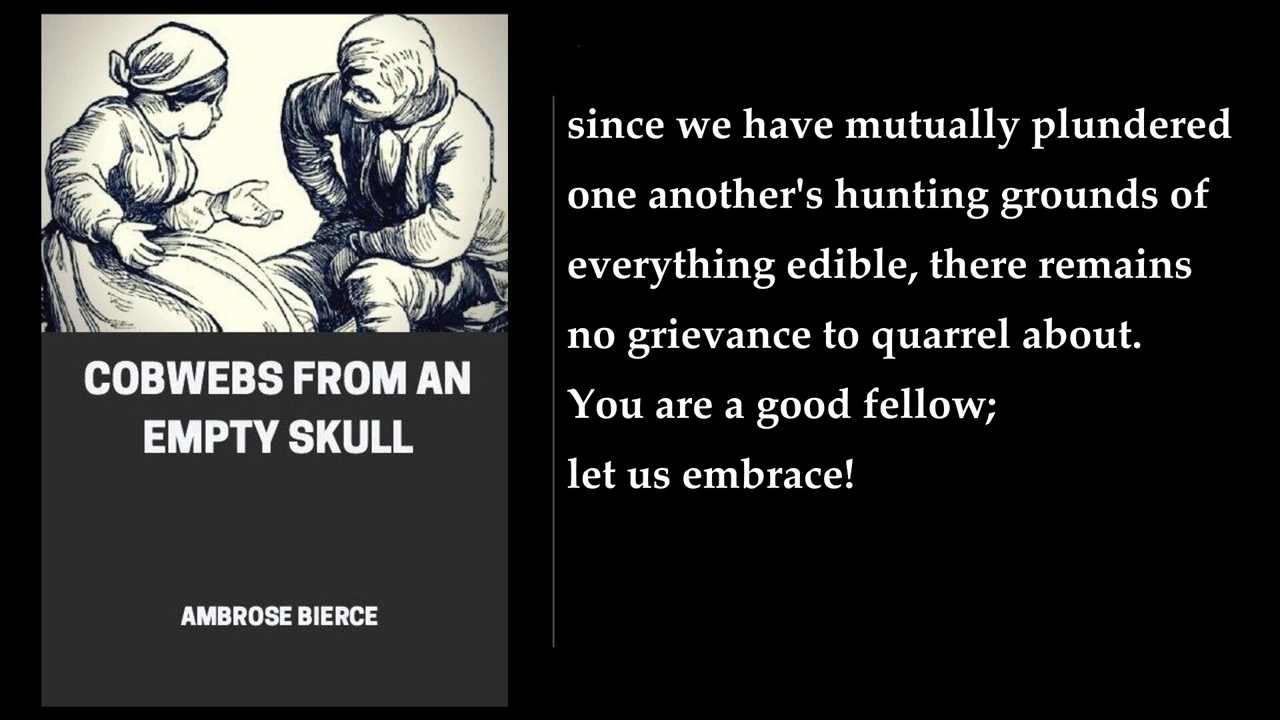 COBWEBS FROM AN
EMPTY SKULL
AMBROSE BIERCE
since we have mutually plundered
one another's hunting grounds of
everything edible, there remains
no grievance to quarrel about.
You are a good fellow;
let us embrace!